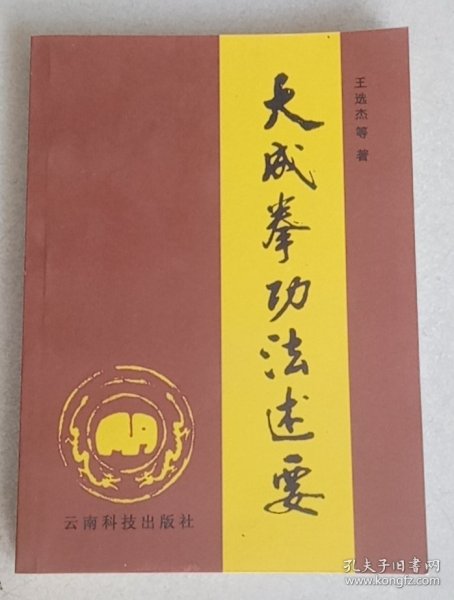 大成拳功法述要
王选杰等 著
云南科技出版社
孔夫子旧书网
www.kongfz.com